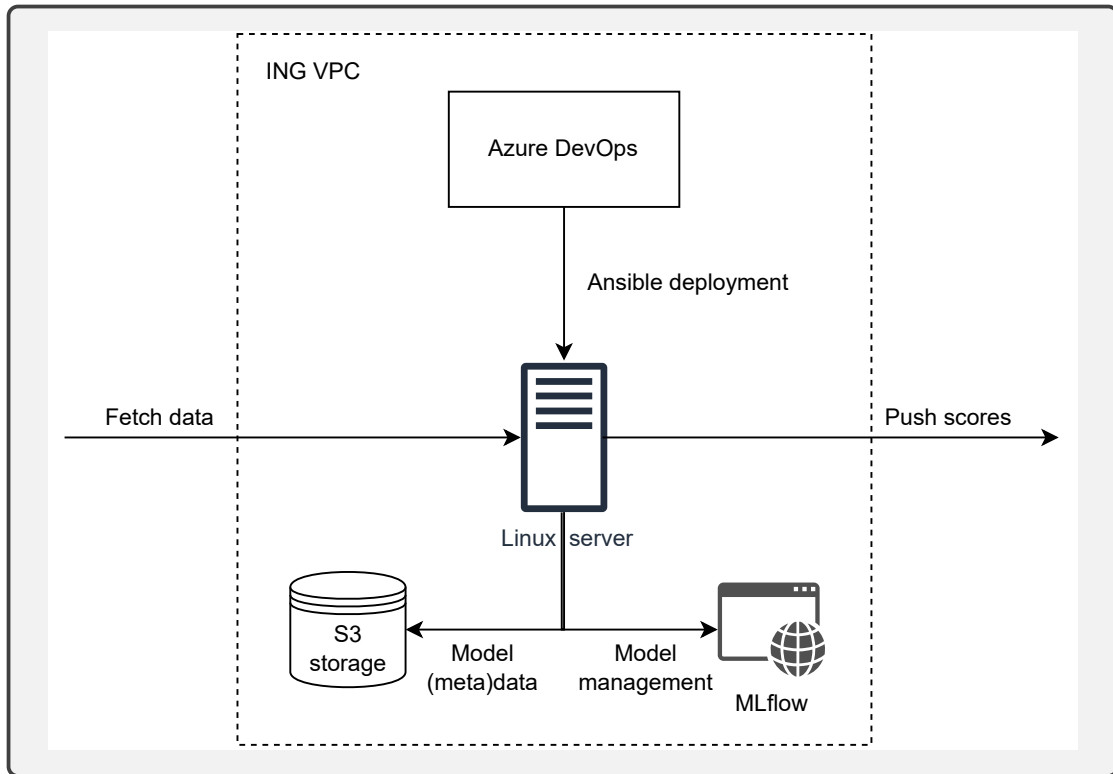 ING VPC
Azure DevOps
Ansible deployment
Fetch data
Push scores
Linux server
S3
storage
Model
(meta)data
Model
management
MLflow